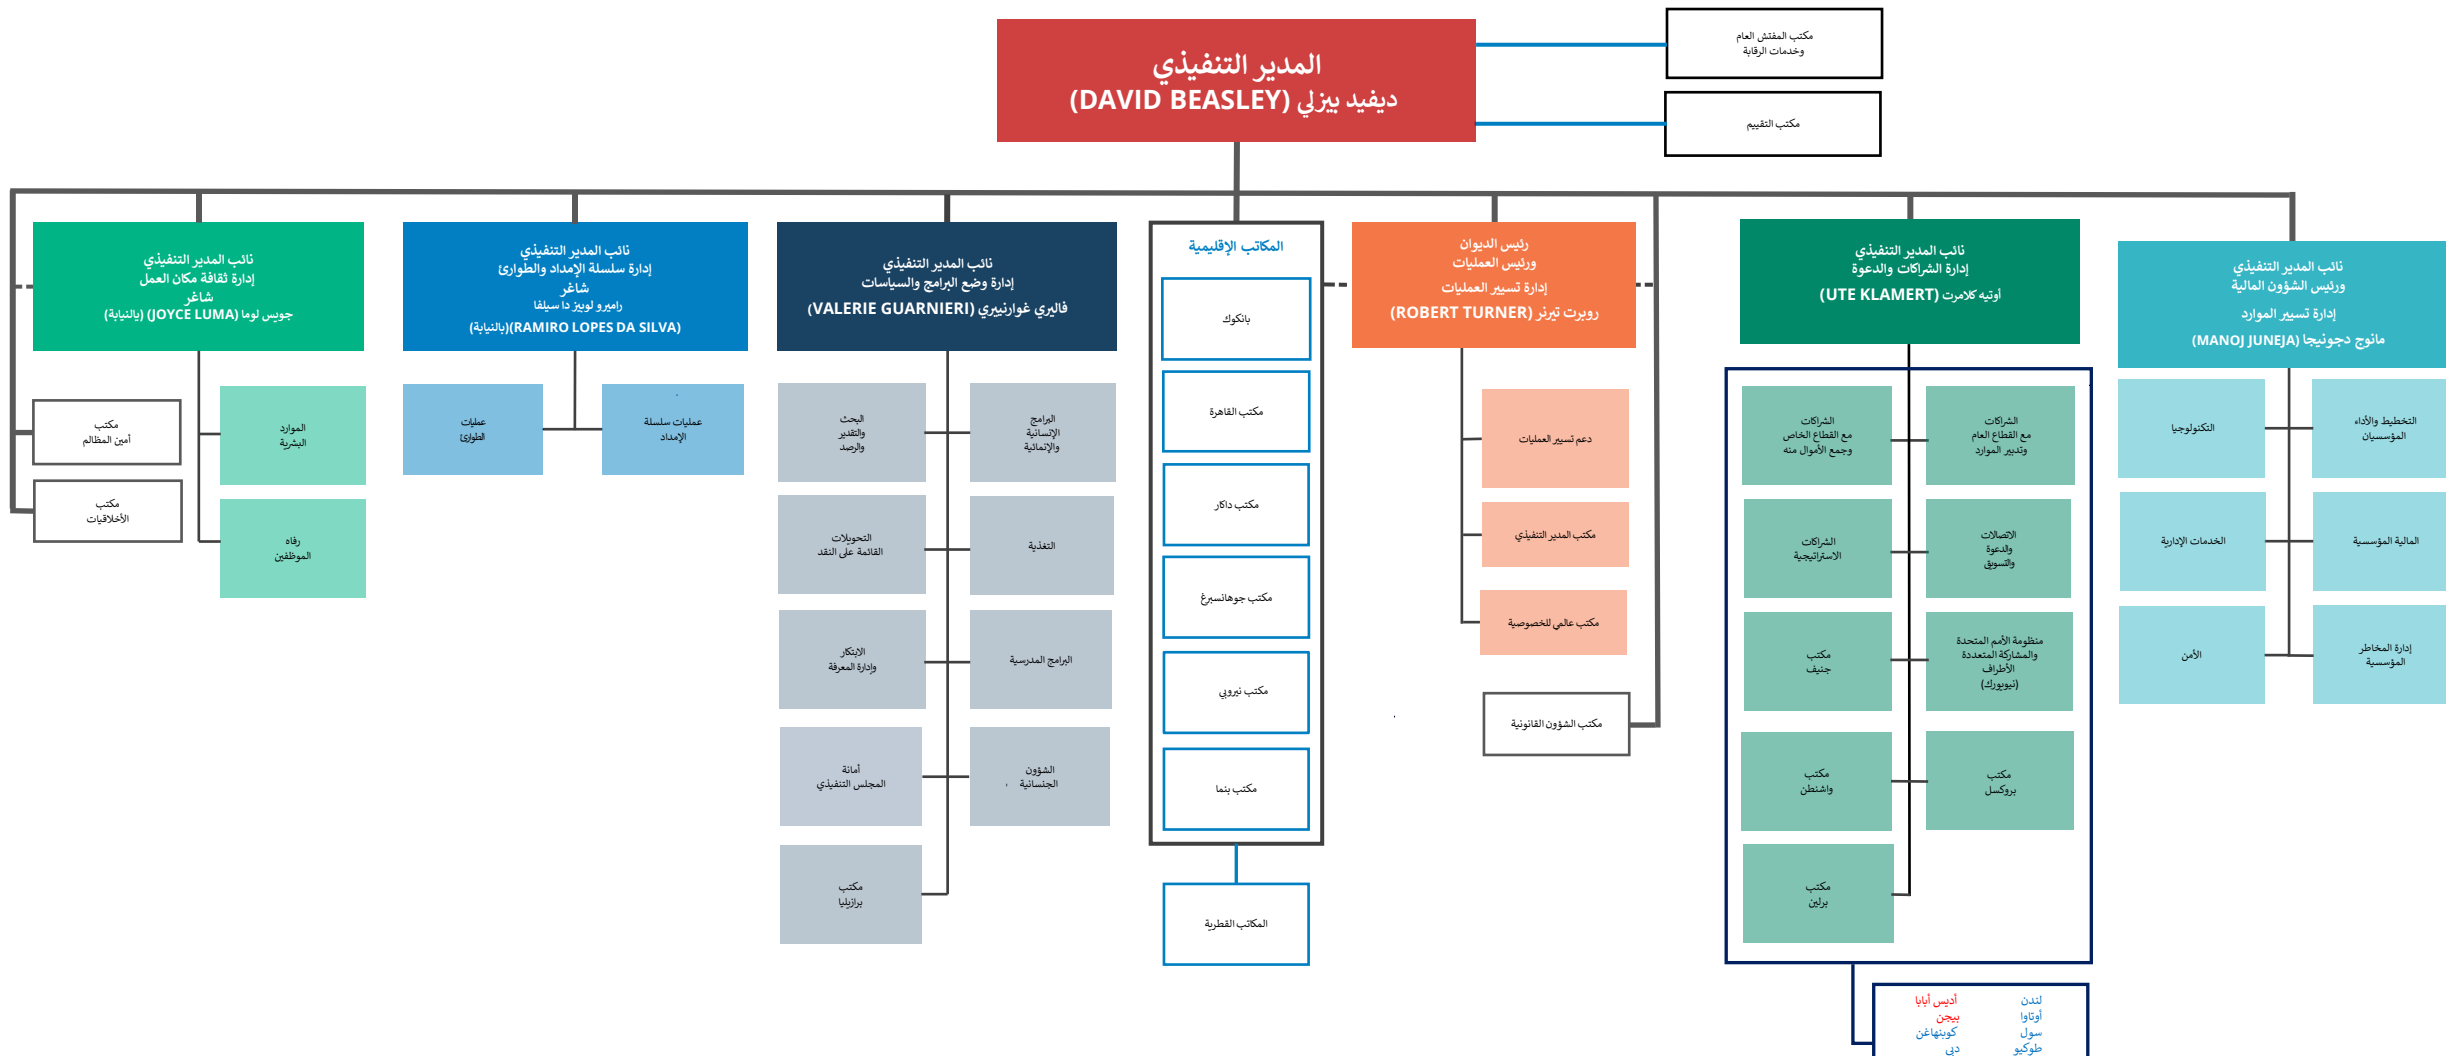 المدير التنفيذي
ديفيد بيزلي (DAVID BEASLEY)
مكتب المفتش العام
وخدمات الرقابة
مكتب التقييم
نائب المدير التنفيذي
ورئيس الشؤون المالية
إدارة تسيير الموارد
مانوج دجونيجا (MANOJ JUNEJA)
التخطيط والأداء
المؤسسيان
التكنولوجيا
المالية المؤسسية
الخدمات الإدارية
إدارة المخاطر
المؤسسية
الأمن
نائب المدير التنفيذي
إدارة الشراكات والدعوة
أوتيه كلامرت (UTE KLAMERT)
الشراكات
مع القطاع العام
وتدبير الموارد
الشراكات
مع القطاع الخاص
وجمع الأموال منه
الاتصالات
والدعوة
والتسويق
الشراكات
الاستراتيجية
منظومة الأمم المتحدة
والمشاركة المتعددة
الأطراف
(نيويورك)
مكتب
جنيف
مكتب
بروكسل
مكتب
واشنطن
مكتب
برلين
لندن
أوتاوا
سول
طوكيو
أديس أبابا
بيجن
كوبنهاغن
دبي
رئيس الديوان
ورئيس العمليات
إدارة تسيير العمليات
روبرت تيرنر (ROBERT TURNER)
دعم تسيير العمليات
مكتب المدير التنفيذي
مكتب عالمي للخصوصية
مكتب الشؤون القانونية
المكاتب الإقليمية
بانكوك
مكتب القاهرة
مكتب داكار
مكتب جوهانسبرغ
مكتب نيروبي
مكتب بنما
المكاتب القطرية
نائب المدير التنفيذي
إدارة وضع البرامج والسياسات
فاليري غوارنييري (VALERIE GUARNIERI)
البرامج
الإنسانية
والإنمائية
البحث
والتقدير
والرصد
التغذية
التحويلات
القائمة على النقد
البرامج المدرسية
الابتكار
وإدارة المعرفة
الشؤون
الجنسانية
أمانة
المجلس التنفيذي
مكتب
برازيليا
نائب المدير التنفيذي
إدارة سلسلة الإمداد والطوارئ
شاغر
راميرو لوبيز دا سيلفا
(RAMIRO LOPES DA SILVA)(بالنيابة)
عمليات سلسلة
الإمداد
عمليات
الطوارئ
نائب المدير التنفيذي
إدارة ثقافة مكان العمل
شاغر
جويس لوما (JOYCE LUMA) (بالنيابة)
الموارد
البشرية
رفاه
الموظفين
مكتب
أمين المظالم
مكتب
الأخلاقيات